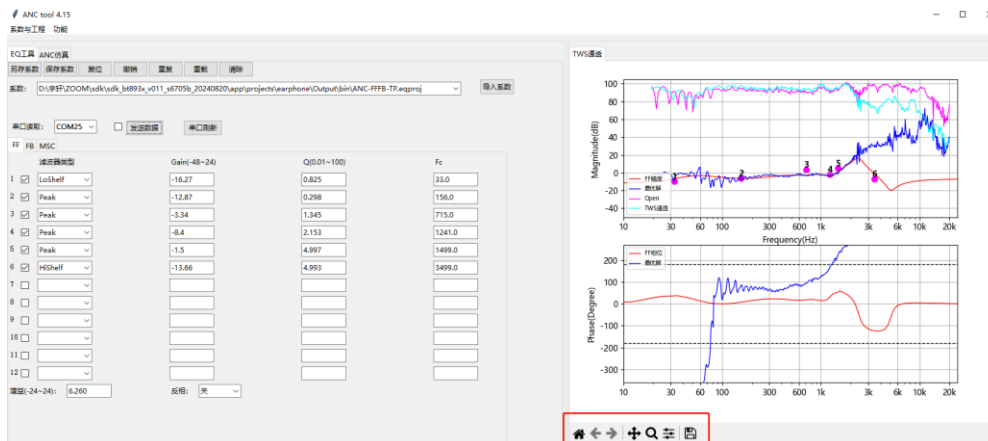 ANC tool 4.15
系数与工程 功能
EQ工具 ANC仿真
另存系数 保存系数 复位 撤销 重复 重载 清除
系数: D:\李轩\ZOOM\sdk\sdk_bt893x_v011_s6705b_20240820\app\projects\earphone\Output\bin\ANC-FFFB-TP.eqproj 导入系数
串口读取: COM25 发送数据 串口刷新
FF FB MSC
滤波器类型 Gain(-48~24) Q(0.01~100) Fc
1 LoShelf -16.27 0.825 33.0
2 Peak -12.87 0.298 156.0
3 Peak -3.34 1.345 715.0
4 Peak -8.4 2.153 1241.0
5 Peak -1.5 4.997 1499.0
6 HiShelf -13.66 4.993 3499.0
7
8
9
10
11
12
增益(-24~24): 6.260 反相: 关
TWS通透
Magnitude(dB)
100
80
60
40
20
0
-20
-40
1 2 3 4 5 6
FF幅度
最优解
Open
TWS通透
10 30 60 100 300 600 1k 3k 6k 10k 20k
Frequency(Hz)
Phase(Degree)
200
100
0
-100
-200
-300
FF相位
最优解
10 30 60 100 300 600 1k 3k 6k 10k 20k